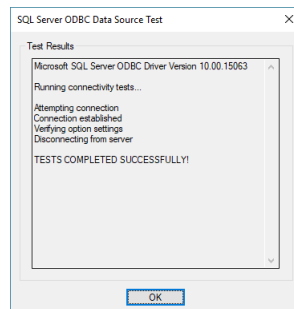 SQL Server ODBC Data Source Test
Test Results
Microsoft SQL Server ODBC Driver Version 10.00.15063
Running connectivity tests...
Attempting connection
Connection established
Verifying option settings
Disconnecting from server
TESTS COMPLETED SUCCESSFULLY!
OK